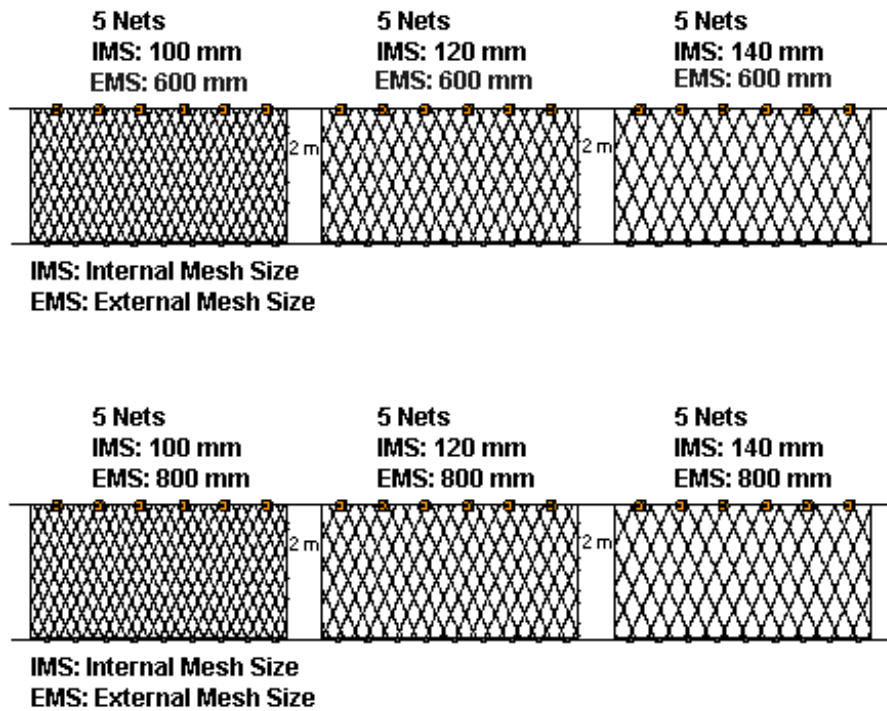 5 Nets 5 Nets 5 Nets
IMS: 100 mm IMS: 120 mm IMS: 140 mm
EMS: 600 mm EMS: 600 mm EMS: 600 mm
2 m 2 m
IMS: Internal Mesh Size
EMS: External Mesh Size
5 Nets 5 Nets 5 Nets
IMS: 100 mm IMS: 120 mm IMS: 140 mm
EMS: 800 mm EMS: 800 mm EMS: 800 mm
2 m 2 m
IMS: Internal Mesh Size
EMS: External Mesh Size